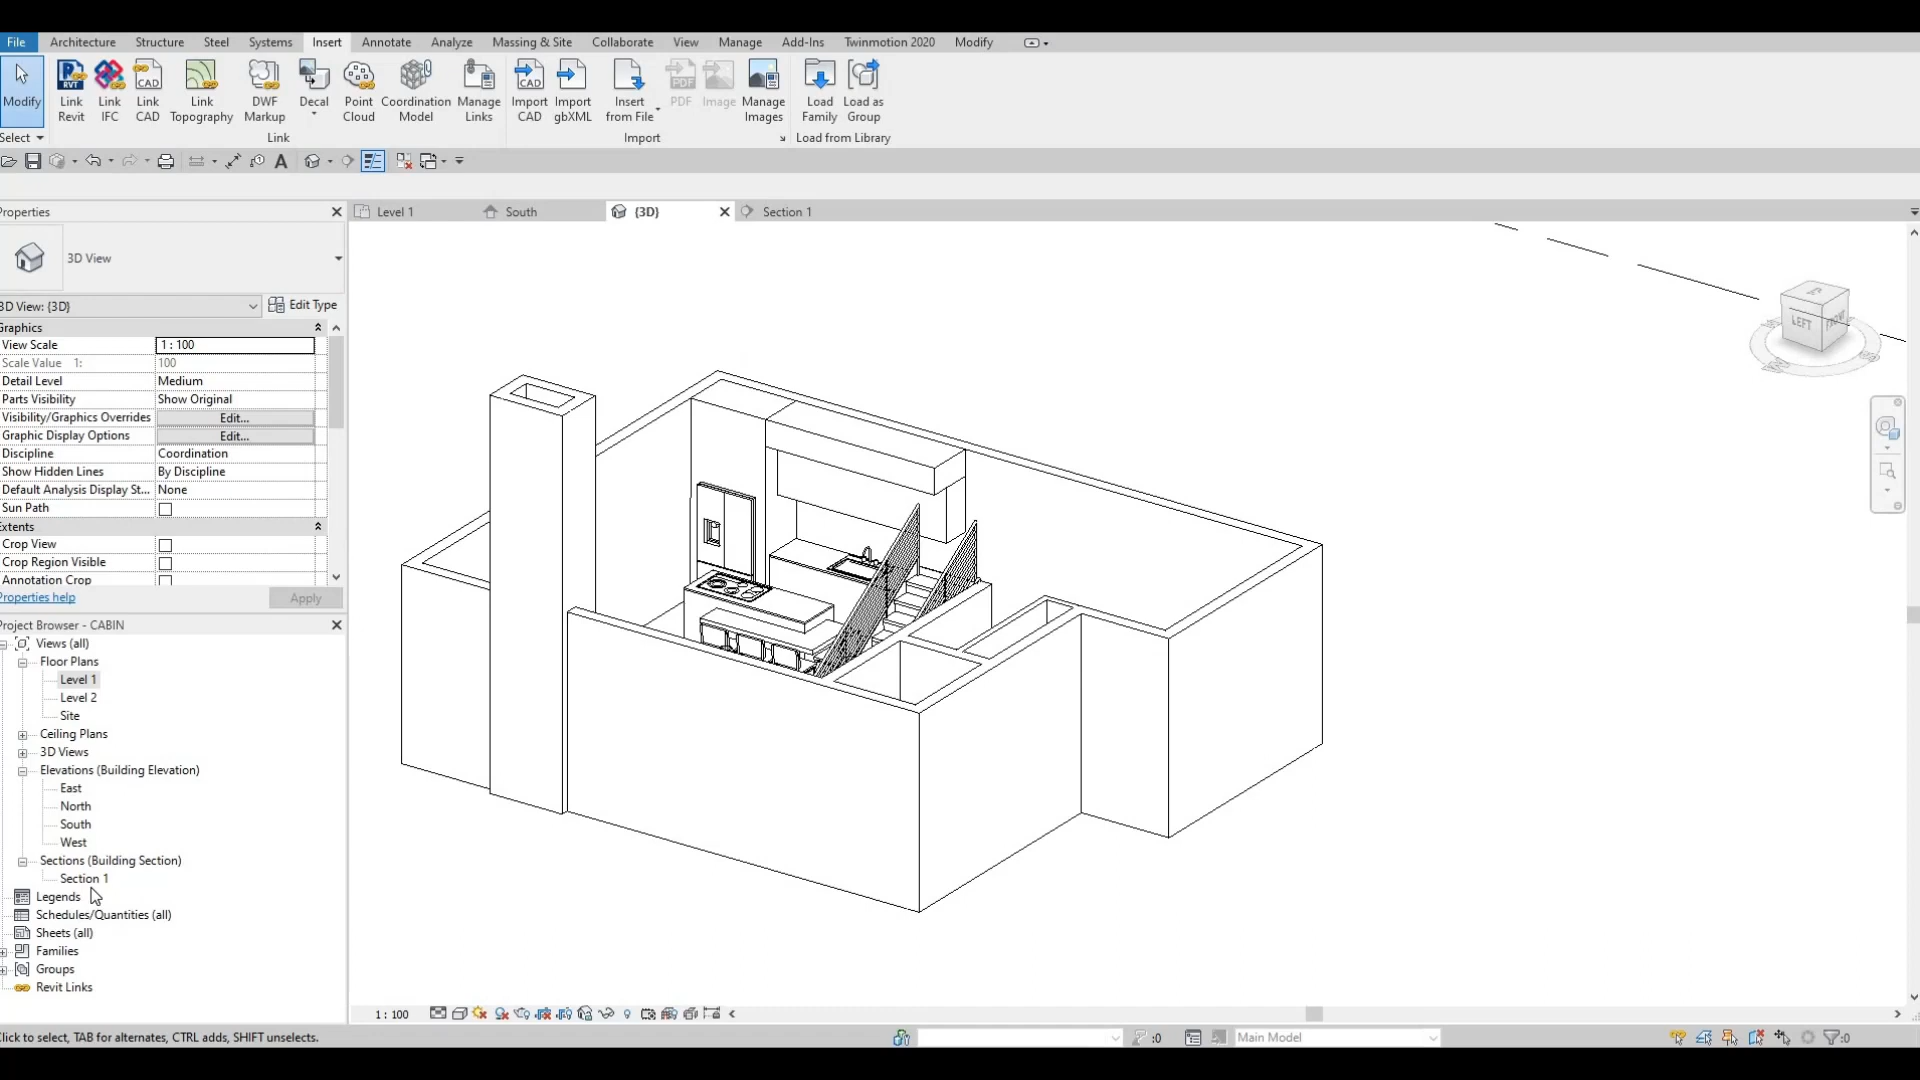 File Architecture Structure Steel Systems Insert Annotate Analyze Massing & Site Collaborate View Manage Add-Ins Twinmotion 2020 Modify
Modify
Link Revit
Link IFC
Link CAD
Link Topography
DWF Markup
Decal
Point Cloud
Coordination Model
Manage Links
Import CAD
Import gbXML
Insert from File
PDF
Image
Manage Images
Load Family
Load as Group
Select
Link
Import
Load from Library
Properties
Level 1
South
{3D}
Section 1
3D View
3D View: {3D}
Edit Type
Graphics
View Scale 1 : 100
Scale Value 1: 100
Detail Level Medium
Parts Visibility Show Original
Visibility/Graphics Overrides Edit...
Graphic Display Options Edit...
Discipline Coordination
Show Hidden Lines By Discipline
Default Analysis Display St... None
Sun Path
Extents
Crop View
Crop Region Visible
Annotation Crop
Properties help
Apply
Project Browser - CABIN
Views (all)
Floor Plans
Level 1
Level 2
Site
Ceiling Plans
3D Views
Elevations (Building Elevation)
East
North
South
West
Sections (Building Section)
Section 1
Legends
Schedules/Quantities (all)
Sheets (all)
Families
Groups
Revit Links
LEFT
FRONT
1 : 100
Click to select, TAB for alternates, CTRL adds, SHIFT unselects.
:0
Main Model
:0